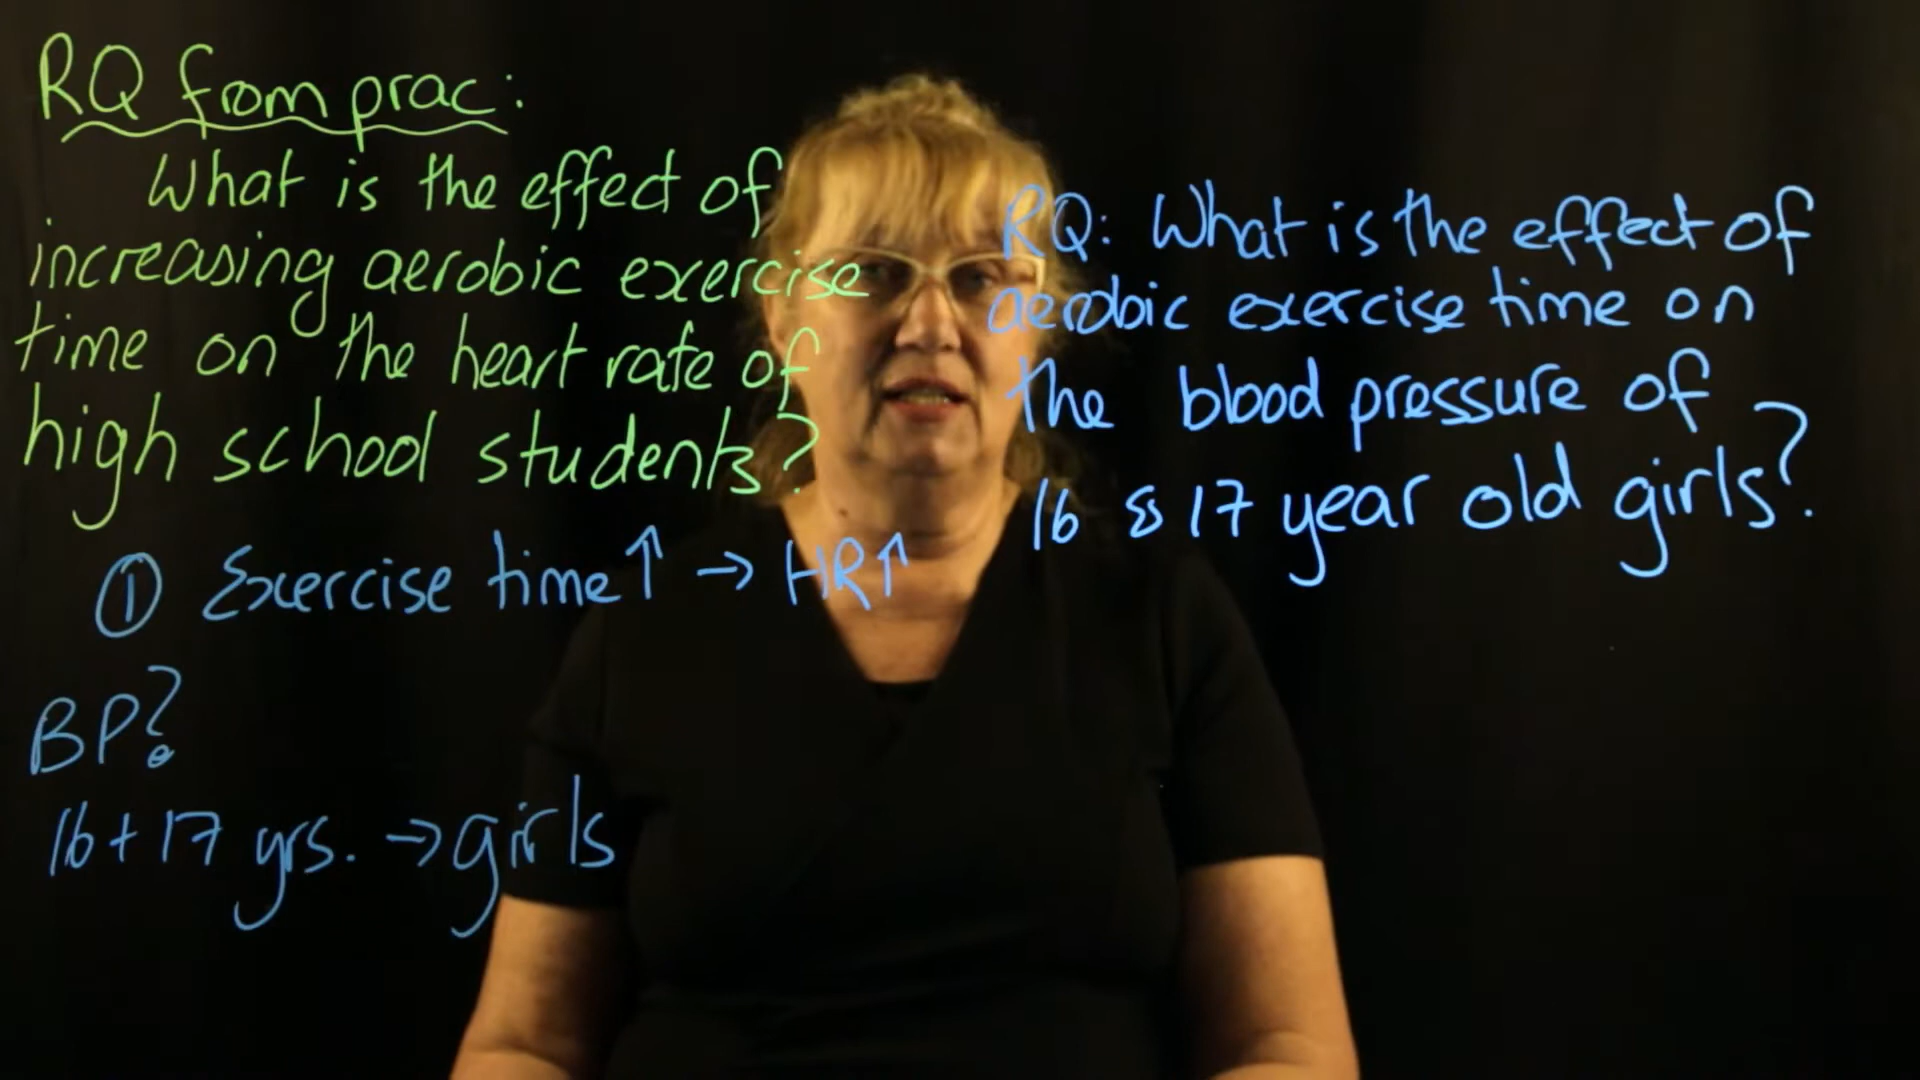 RQ from prac:
What is the effect of
increasing aerobic exercise
time on the heart rate of
high school students?
① Exercise time ↑ → HR↑
BP?
16 + 17 yrs. → girls
RQ: What is the effect of
aerobic exercise time on
the blood pressure of
16 & 17 year old girls?